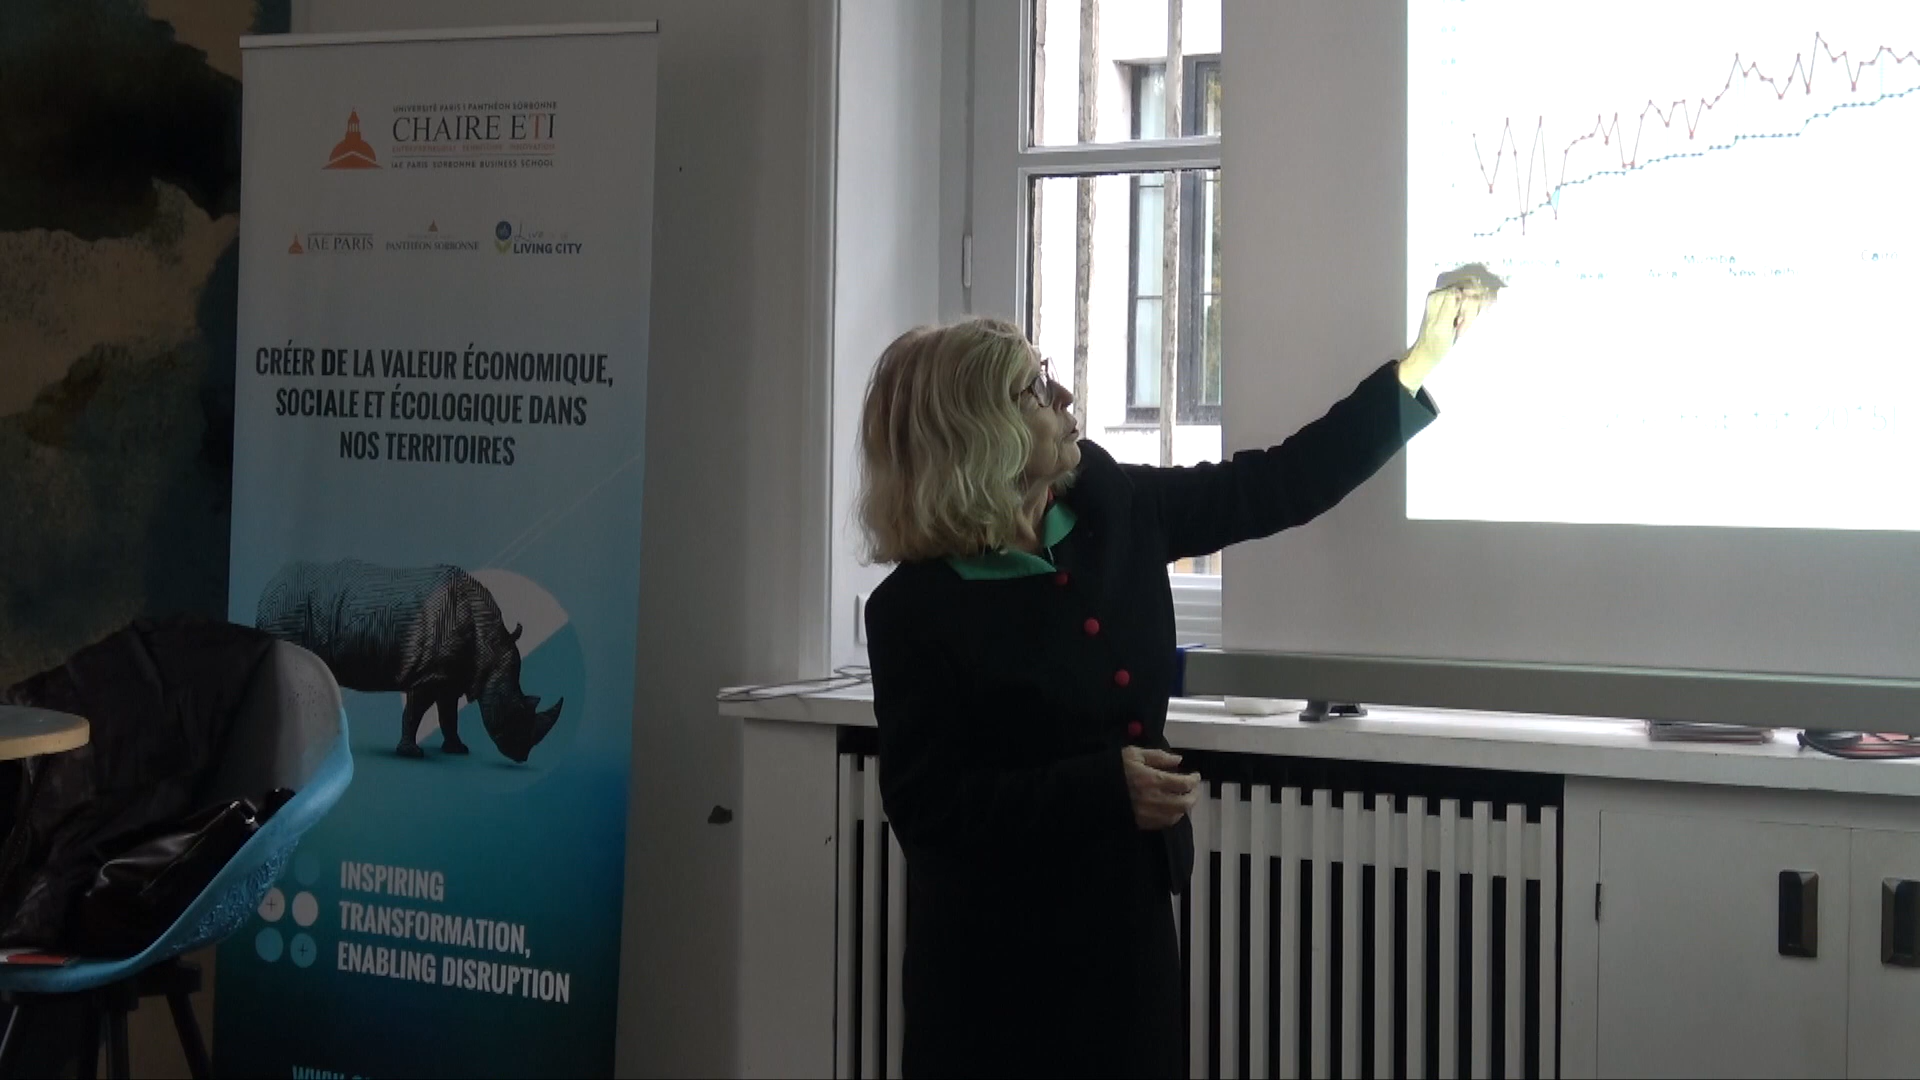 UNIVERSITÉ PARIS 1 PANTHÉON SORBONNE
CHAIRE ETI
ENTREPRENEURIAT · TERRITOIRE · INNOVATION
IAE PARIS · SORBONNE BUSINESS SCHOOL
IAE PARIS
PANTHÉON SORBONNE
LIVING CITY
CRÉER DE LA VALEUR ÉCONOMIQUE,
SOCIALE ET ÉCOLOGIQUE DANS
NOS TERRITOIRES
INSPIRING
TRANSFORMATION,
ENABLING DISRUPTION